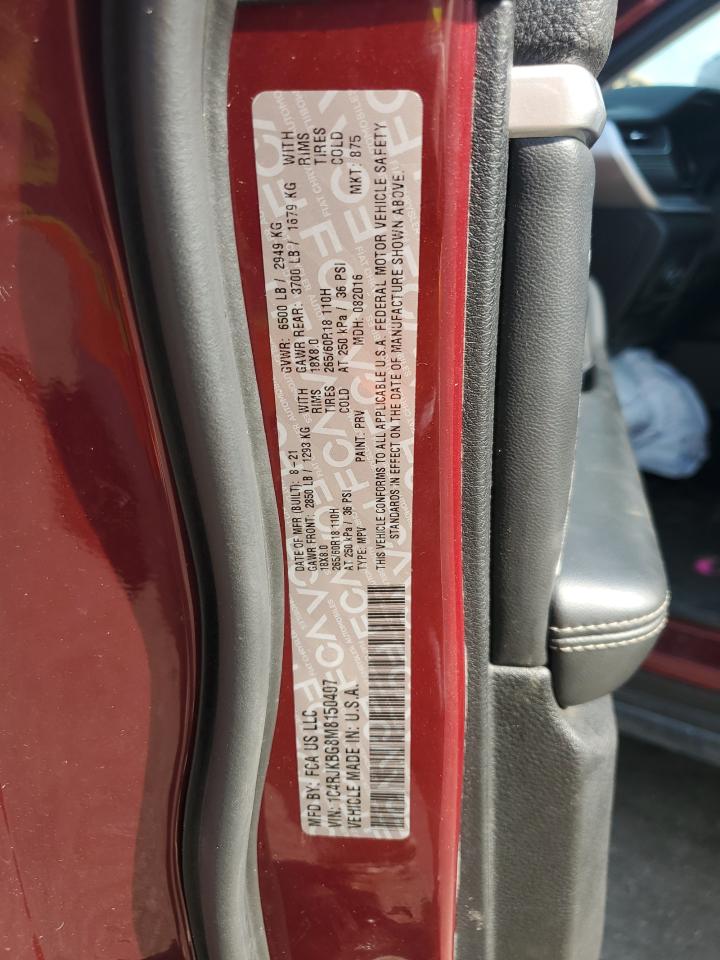 MFD BY: FCA US LLC
DATE OF MFR (BUILT): 8-21
GVWR: 6500 LB / 2949 KG
GAWR FRONT: 2850 LB / 1293 KG WITH
GAWR REAR: 3700 LB / 1679 KG WITH
18X8.0 RIMS
18X8.0 RIMS
265/60R18 110H TIRES
265/60R18 110H TIRES
AT 250 kPa / 36 PSI COLD
AT 250 kPa / 36 PSI COLD
VIN: 1C4RJKBG8M8150407
TYPE: MPV
PAINT: PRV
MDH: 082016
MKT: 875
VEHICLE MADE IN: U.S.A.
THIS VEHICLE CONFORMS TO ALL APPLICABLE U.S.A. FEDERAL MOTOR VEHICLE SAFETY
STANDARDS IN EFFECT ON THE DATE OF MANUFACTURE SHOWN ABOVE.